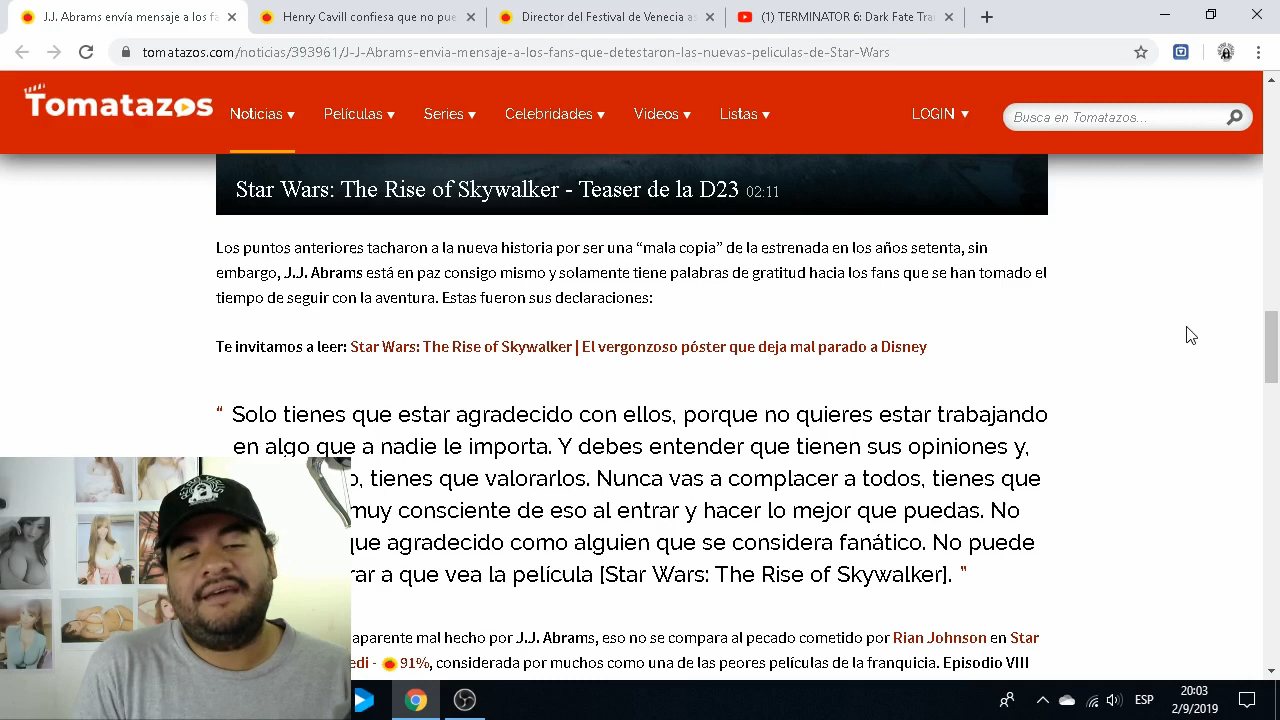 J.J. Abrams envía mensaje a los fa
Henry Cavill confiesa que no pue
Director del Festival de Venecia as
(1) TERMINATOR 6: Dark Fate Trai
tomatazos.com/noticias/393961/J-J-Abrams-envia-mensaje-a-los-fans-que-detestaron-las-nuevas-peliculas-de-Star-Wars
Tomatazos
Noticias
Películas
Series
Celebridades
Videos
Listas
LOGIN
Busca en Tomatazos...
Star Wars: The Rise of Skywalker - Teaser de la D23 02:11
Los puntos anteriores tacharon a la nueva historia por ser una “mala copia” de la estrenada en los años setenta, sin
embargo, J.J. Abrams está en paz consigo mismo y solamente tiene palabras de gratitud hacia los fans que se han tomado el
tiempo de seguir con la aventura. Estas fueron sus declaraciones:
Te invitamos a leer: Star Wars: The Rise of Skywalker | El vergonzoso póster que deja mal parado a Disney
“ Solo tienes que estar agradecido con ellos, porque no quieres estar trabajando
en algo que a nadie le importa. Y debes entender que tienen sus opiniones y,
o, tienes que valorarlos. Nunca vas a complacer a todos, tienes que
muy consciente de eso al entrar y hacer lo mejor que puedas. No
que agradecido como alguien que se considera fanático. No puede
rar a que vea la película [Star Wars: The Rise of Skywalker]. ”
aparente mal hecho por J.J. Abrams, eso no se compara al pecado cometido por Rian Johnson en Star
edi - 91%, considerada por muchos como una de las peores películas de la franquicia. Episodio VIII
ESP
20:03
2/9/2019